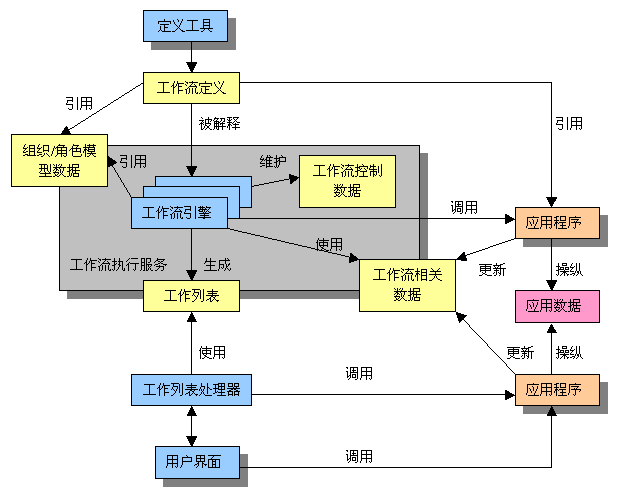 定义工具
工作流定义
引用
被解释
引用
组织/角色模
型数据
引用
维护
工作流控制
数据
工作流引擎
调用
应用程序
使用
工作流执行服务
生成
工作流相关
数据
更新
操纵
工作列表
应用数据
使用
更新
操纵
工作列表处理器
调用
应用程序
用户界面
调用